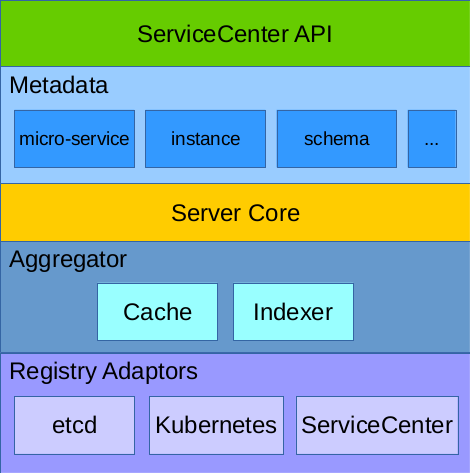 ServiceCenter API
Metadata
micro-service instance schema ...
Server Core
Aggregator
Cache Indexer
Registry Adaptors
etcd Kubernetes ServiceCenter